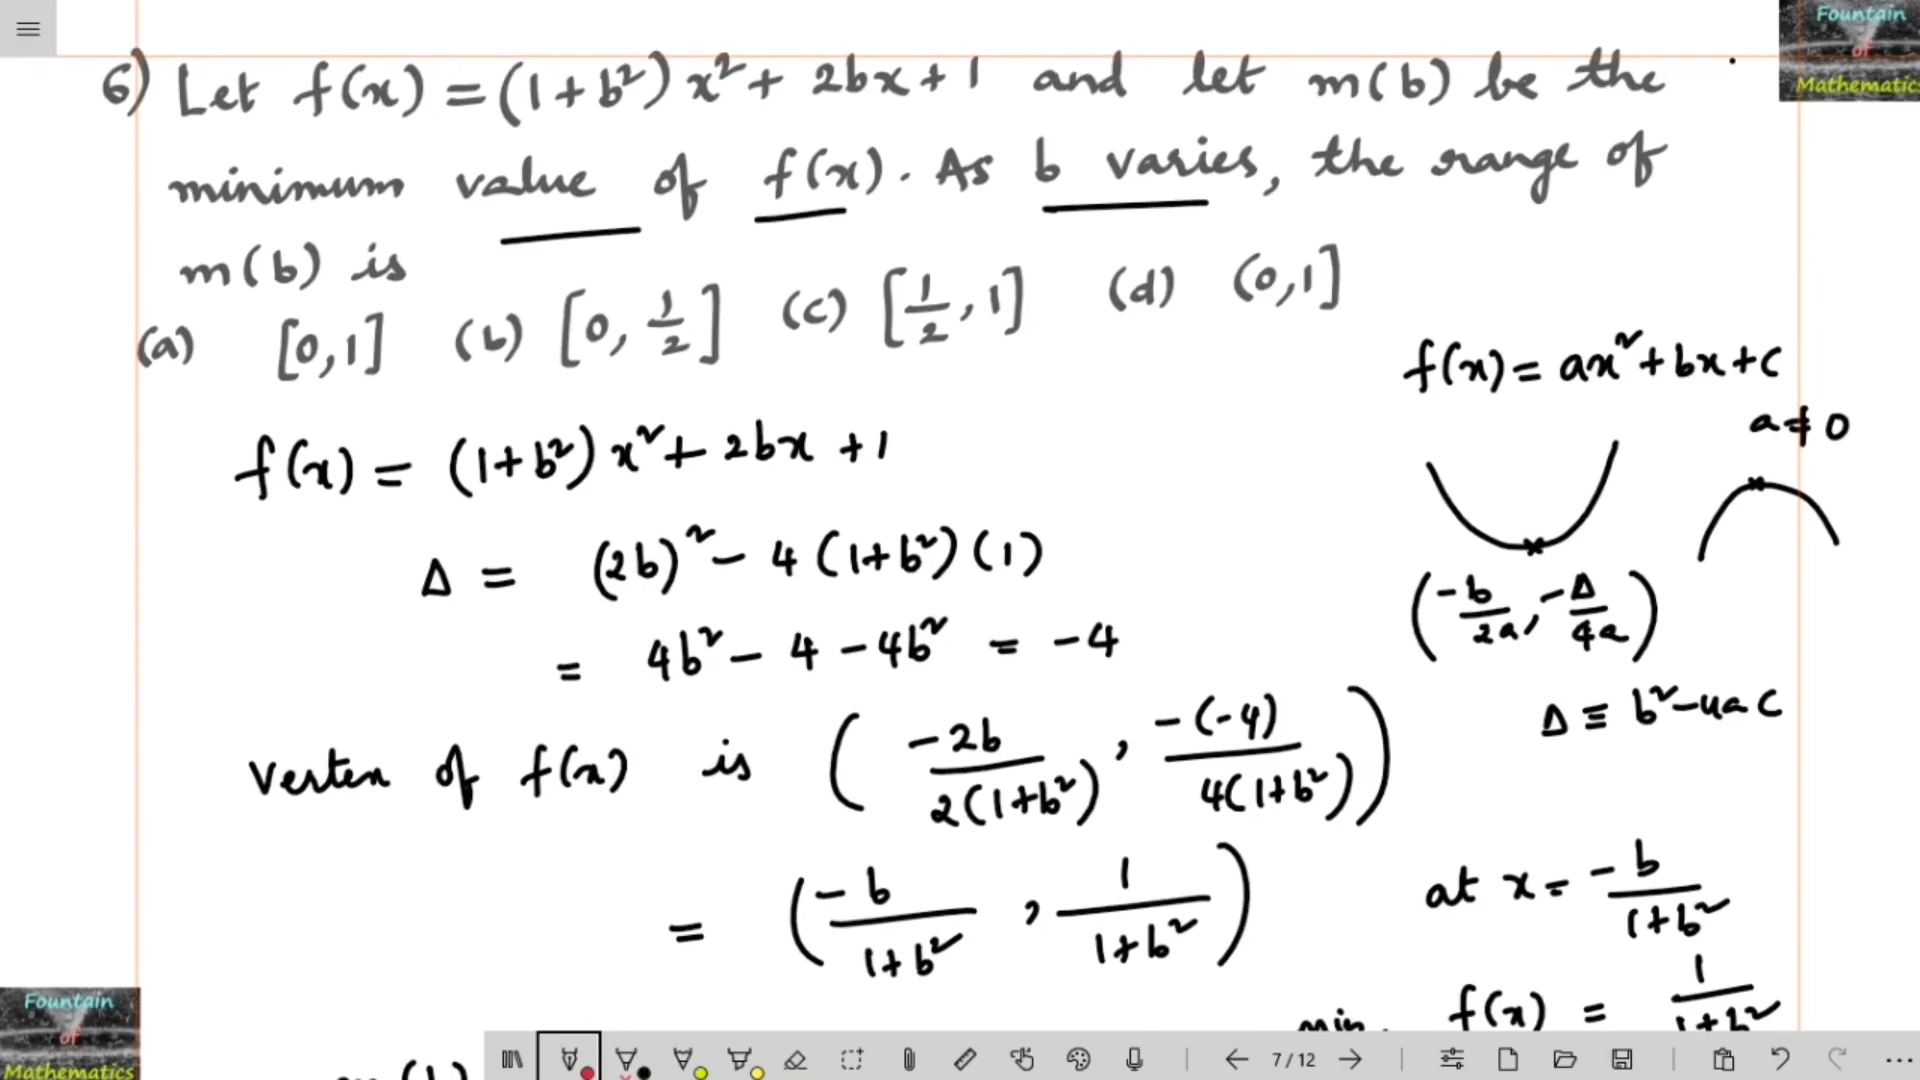 Fountain
of
Mathematic
6) Let f(x) = (1+b²)x² + 2bx + 1 and let m(b) be the
minimum value of f(x). As b varies, the range of
m(b) is
(a) [0,1] (b) [0, 1/2] (c) [1/2, 1] (d) (0,1]
f(x) = ax² + bx + c
a ≠ 0
f(x) = (1+b²)x² + 2bx + 1
Δ = (2b)² - 4(1+b²)(1)
= 4b² - 4 - 4b² = -4
(-b/2a, -Δ/4a)
Δ ≡ b² - 4ac
Vertex of f(x) is (-2b/2(1+b²), -(-4)/4(1+b²))
= (-b/1+b², 1/1+b²)
at x = -b/1+b²
min. f(x) = 1/1+b²
Fountain
of
Mathematics
7 / 12